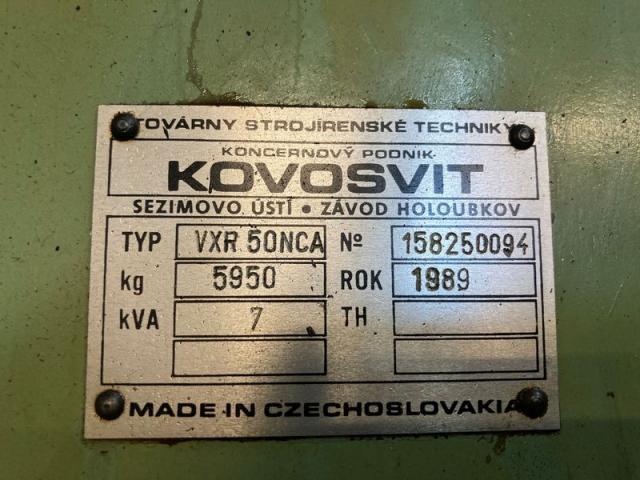 TOVÁRNY STROJÍRENSKÉ TECHNIKY
KONCERNOVÝ PODNIK
KOVOSVIT
SEZIMOVO ÚSTÍ • ZÁVOD HOLOUBKOV
TYP VXR 50NCA Nº 158250094
kg 5950 ROK 1989
kVA 7 TH
MADE IN CZECHOSLOVAKIA